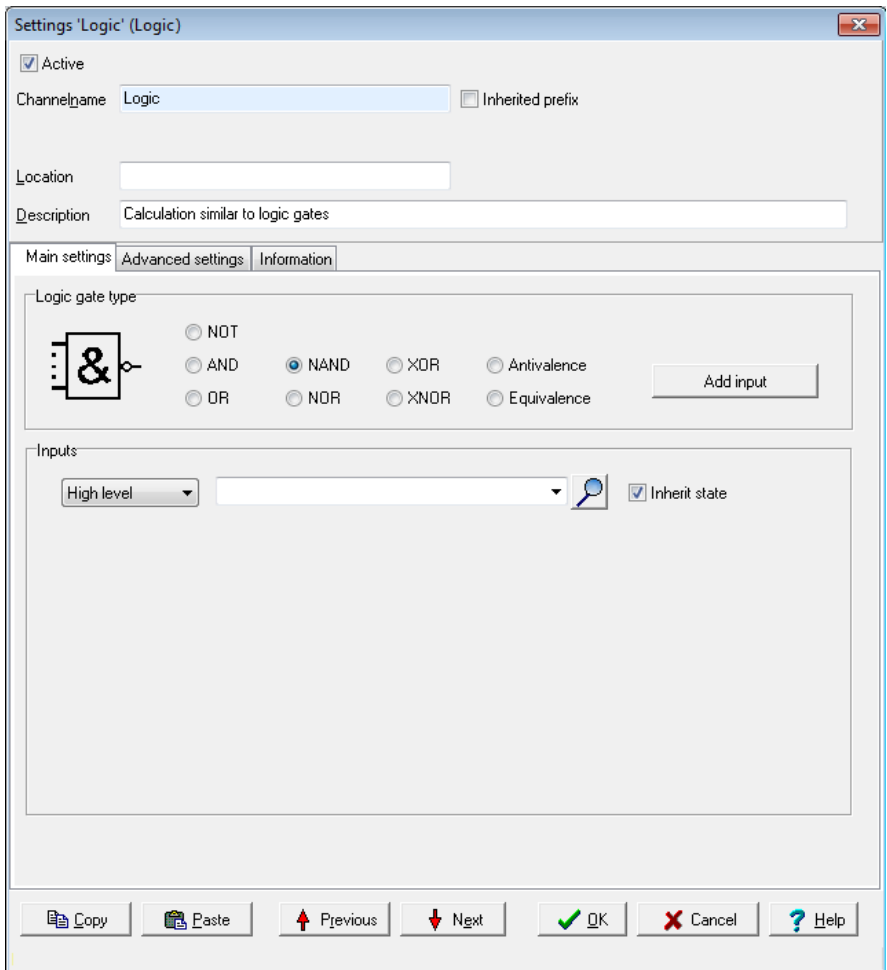 Settings 'Logic' (Logic)
Active
Channelname Logic Inherited prefix
Location
Description Calculation similar to logic gates
Main settings Advanced settings Information
Logic gate type
NOT
& AND NAND XOR Antivalence Add input
OR NOR XNOR Equivalence
Inputs
High level Inherit state
Copy Paste Previous Next OK Cancel ? Help